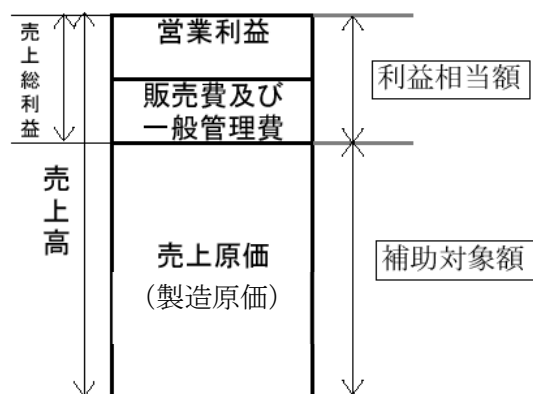 売上総利益
営業利益
販売費及び
一般管理費
利益相当額
売上高
売上原価
（製造原価）
補助対象額